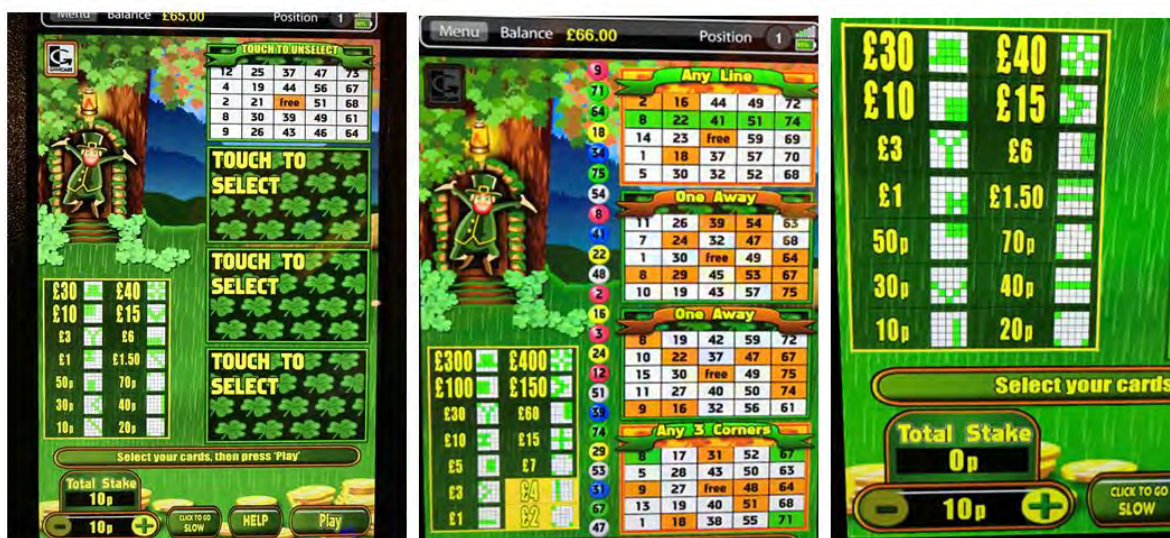 Menu Balance £65.00 Position 1
TOUCH TO UNSELECT
12 25 37 47 73
4 19 44 56 67
2 21 free 51 68
8 30 39 49 61
9 26 43 46 64
TOUCH TO
SELECT
TOUCH TO
SELECT
TOUCH TO
SELECT
£30 £40
£10 £15
£3 £6
£1 £1.50
50p 70p
30p 40p
10p 20p
Select your cards, then press 'Play'
Total Stake
10p
- 10p +
CLICK TO GO
SLOW
HELP
Play
Menu Balance £66.00 Position 1
9
71
64
18
34
75
54
8
41
22
48
2
16
3
24
12
51
39
74
29
53
31
67
47
Any Line
2 16 44 49 72
8 22 41 51 74
14 23 free 59 69
1 18 37 57 70
5 30 32 52 68
One Away
11 26 39 54 63
7 24 32 47 68
1 30 free 49 64
8 29 45 53 67
10 19 43 57 75
One Away
8 19 42 59 72
10 22 37 47 67
15 30 free 49 75
11 27 40 50 74
9 16 32 56 61
Any 3 Corners
8 17 31 52 67
5 28 43 50 63
9 27 free 48 64
13 19 40 51 68
1 18 38 55 71
£300 £400
£100 £150
£30 £60
£10 £15
£5 £7
£3 £4
£1 £2
£30 £40
£10 £15
£3 £6
£1 £1.50
50p 70p
30p 40p
10p 20p
Select your cards
Total Stake
0p
- 10p +
CLICK TO GO
SLOW